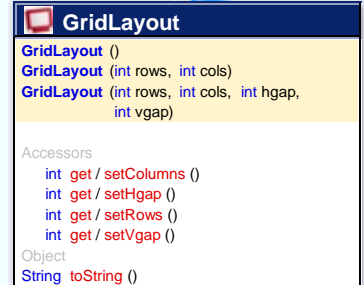 GridLayout
GridLayout ()
GridLayout (int rows, int cols)
GridLayout (int rows, int cols, int hgap,
int vgap)
Accessors
int get / setColumns ()
int get / setHgap ()
int get / setRows ()
int get / setVgap ()
Object
String toString ()